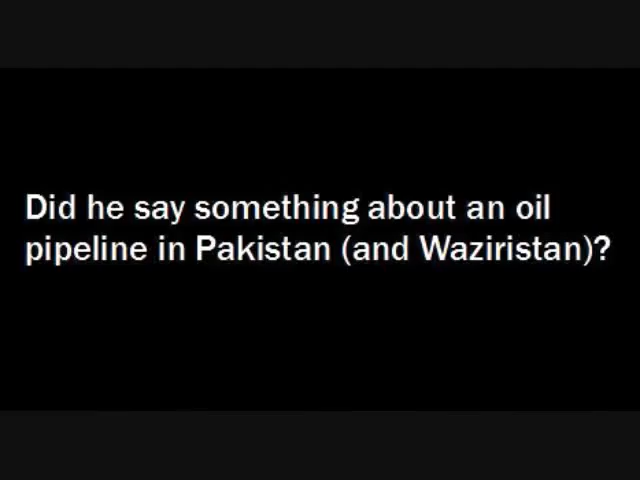 Did he say something about an oil
pipeline in Pakistan (and Waziristan)?